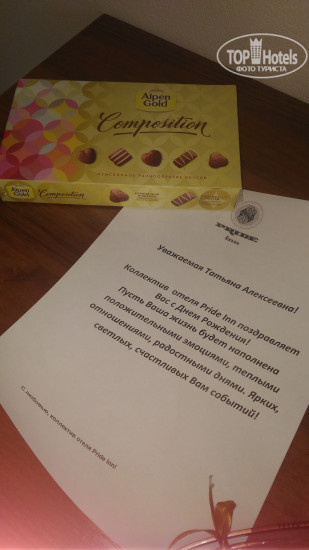 TOP Hotels
ФОТО ТУРИСТА
Alpen
Gold
Composition
Alpen
Gold
Composition
PRIDE
Уважаемая Татьяна Алексеевна!
Коллектив отеля Pride Inn поздравляет
Вас с Днем Рождения!
Пусть Ваша жизнь будет наполнена
положительными эмоциями, теплыми
отношениями, радостными днями. Ярких,
светлых, счастливых Вам событий!
С любовью, коллектив отеля Pride Inn!